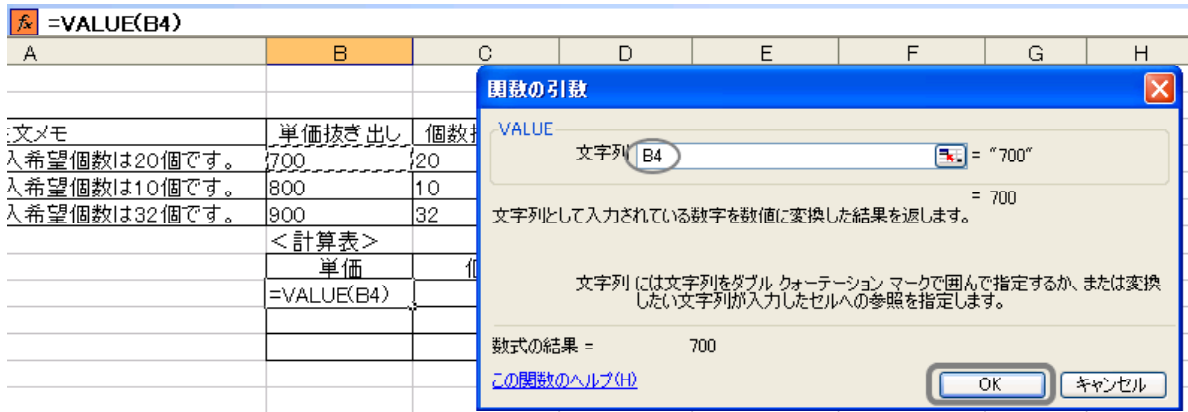 fx =VALUE(B4)
A B C D E F G H
関数の引数
文メモ 単価抜き出し 個数
VALUE
文字列 B4 = "700"
入希望個数は20個です。 700 20
= 700
入希望個数は10個です。 800 10
入希望個数は32個です。 900 32
文字列として入力されている数字を数値に変換した結果を返します。
<計算表>
単価
=VALUE(B4)
文字列 には文字列をダブル クォーテーション マークで囲んで指定するか、または変換
したい文字列が入力したセルへの参照を指定します。
数式の結果 = 700
この関数のヘルプ(H)
OK キャンセル